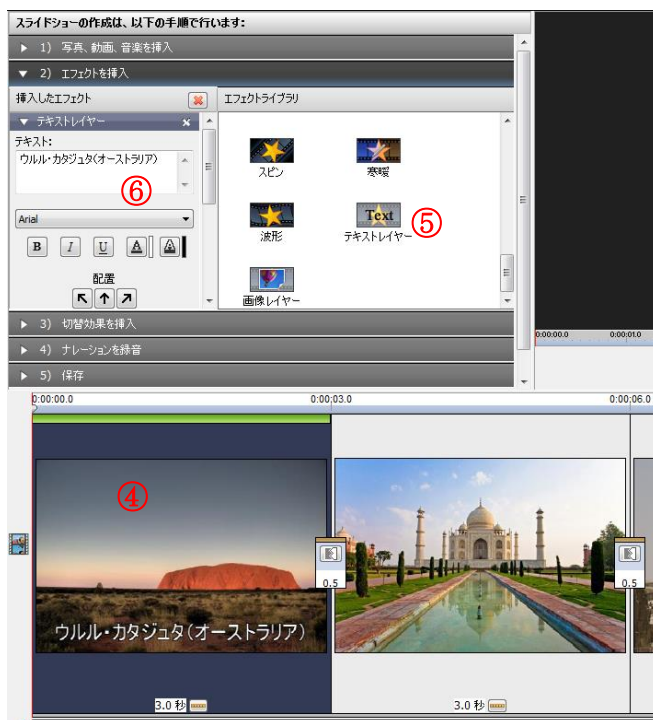 スライドショーの作成は、以下の手順で行います:
1) 写真、動画、音楽を挿入
2) エフェクトを挿入
挿入したエフェクト
エフェクトライブラリ
テキストレイヤー
テキスト:
ウルル・カタジュタ(オーストラリア)
⑥
Arial
B I U A A
配置
スピン
寒暖
波形
Text
テキストレイヤー
⑤
画像レイヤー
3) 切替効果を挿入
4) ナレーションを録音
5) 保存
0:00:00.0 0:00:01.0
0:00:00.0 0:00:03.0 0:00:06.0
④
ウルル・カタジュタ(オーストラリア)
0.5
0.5
3.0 秒
3.0 秒